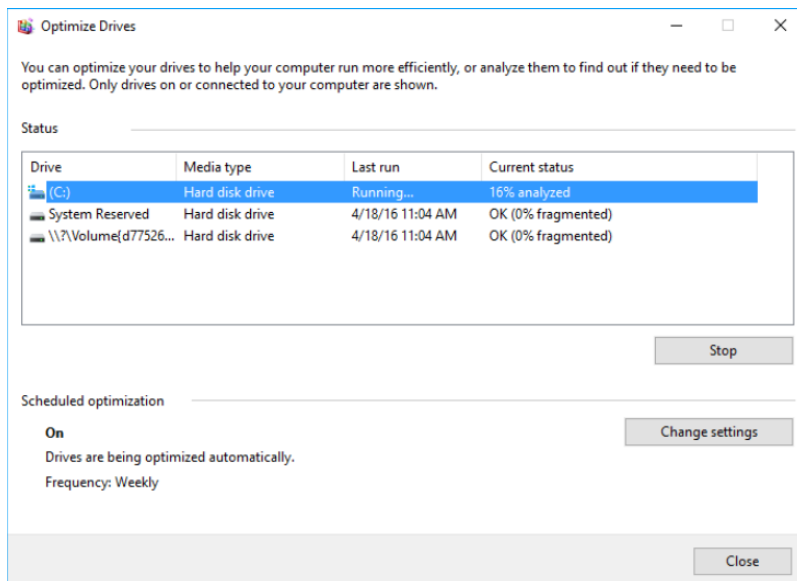 Optimize Drives
You can optimize your drives to help your computer run more efficiently, or analyze them to find out if they need to be
optimized. Only drives on or connected to your computer are shown.
Status
Drive Media type Last run Current status
(C:) Hard disk drive Running... 16% analyzed
System Reserved Hard disk drive 4/18/16 11:04 AM OK (0% fragmented)
\\?\Volume{d77526... Hard disk drive 4/18/16 11:04 AM OK (0% fragmented)
Stop
Scheduled optimization
On
Change settings
Drives are being optimized automatically.
Frequency: Weekly
Close